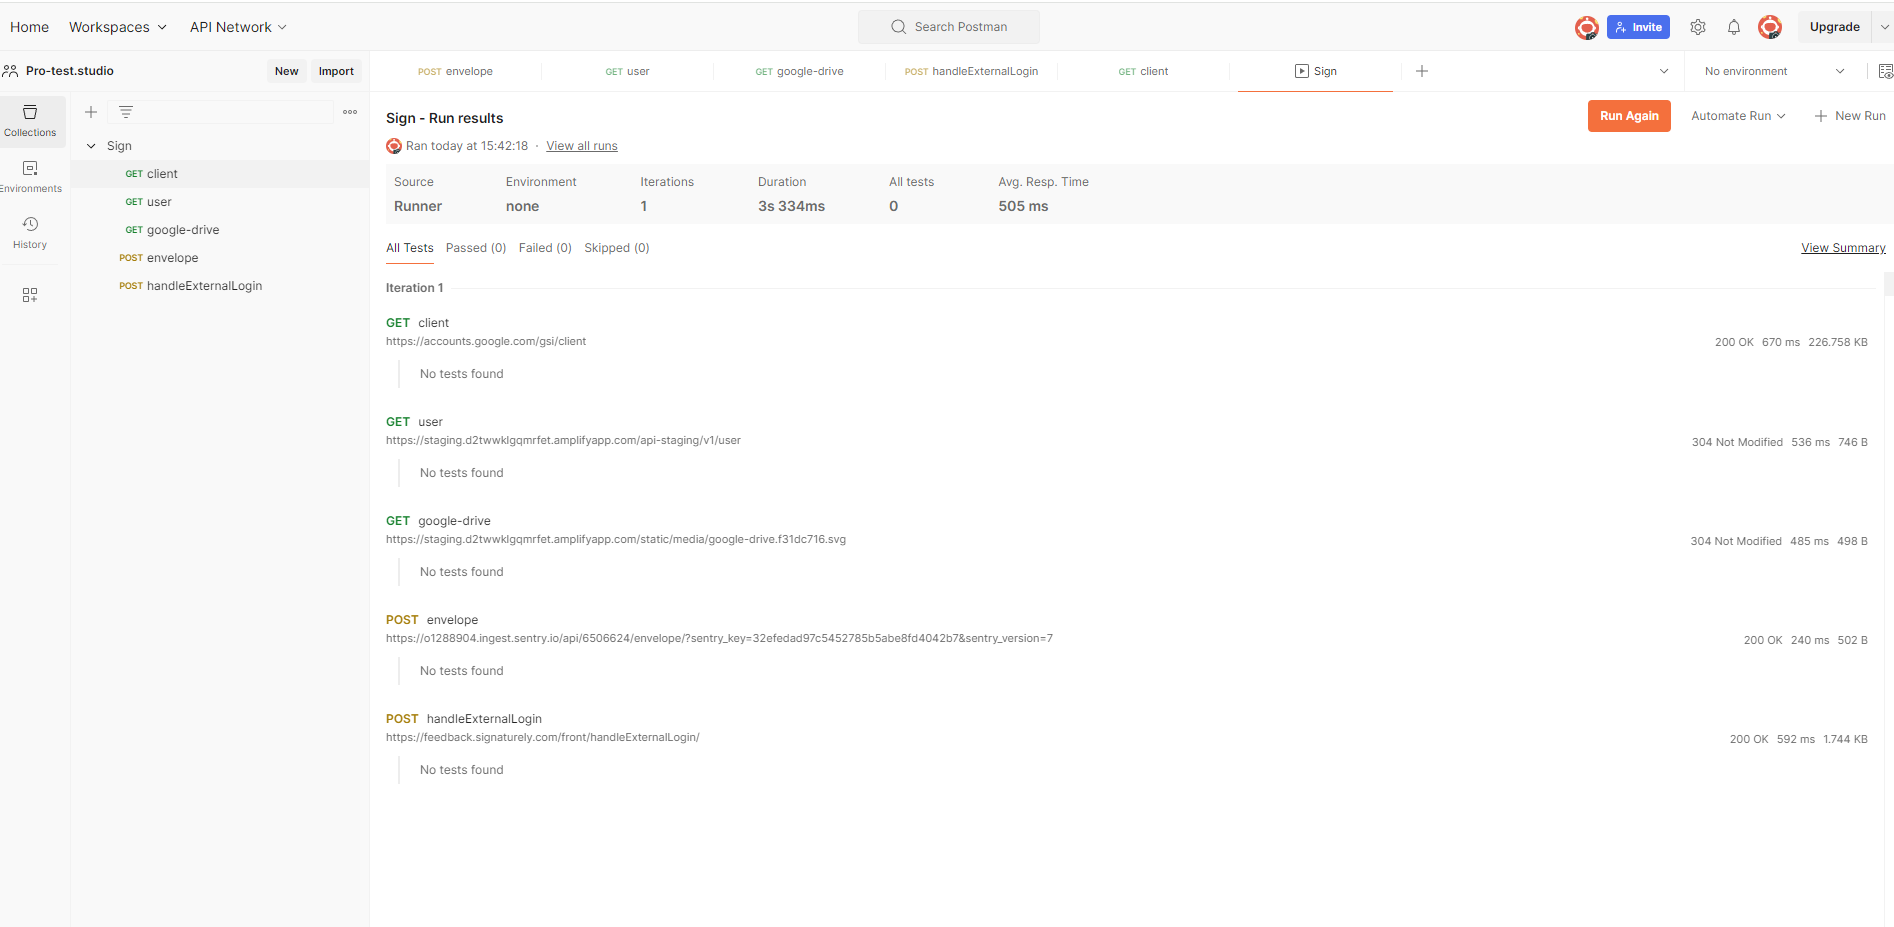 Home Workspaces API Network Search Postman Invite Upgrade
Pro-test.studio New Import POST envelope GET user GET google-drive POST handleExternalLogin GET client Sign No environment
Collections
Environments
History
Sign
GET client
GET user
GET google-drive
POST envelope
POST handleExternalLogin
Sign - Run results Run Again Automate Run New Run
Ran today at 15:42:18 · View all runs
Source Environment Iterations Duration All tests Avg. Resp. Time
Runner none 1 3s 334ms 0 505 ms
All Tests Passed (0) Failed (0) Skipped (0) View Summary
Iteration 1
GET client
https://accounts.google.com/gsi/client 200 OK 670 ms 226.758 KB
No tests found
GET user
https://staging.d2twwklgqmrfet.amplifyapp.com/api-staging/v1/user 304 Not Modified 536 ms 746 B
No tests found
GET google-drive
https://staging.d2twwklgqmrfet.amplifyapp.com/static/media/google-drive.f31dc716.svg 304 Not Modified 485 ms 498 B
No tests found
POST envelope
https://o1288904.ingest.sentry.io/api/6506624/envelope/?sentry_key=32efedad97c5452785b5abe8fd4042b7&sentry_version=7 200 OK 240 ms 502 B
No tests found
POST handleExternalLogin
https://feedback.signaturely.com/front/handleExternalLogin/ 200 OK 592 ms 1.744 KB
No tests found